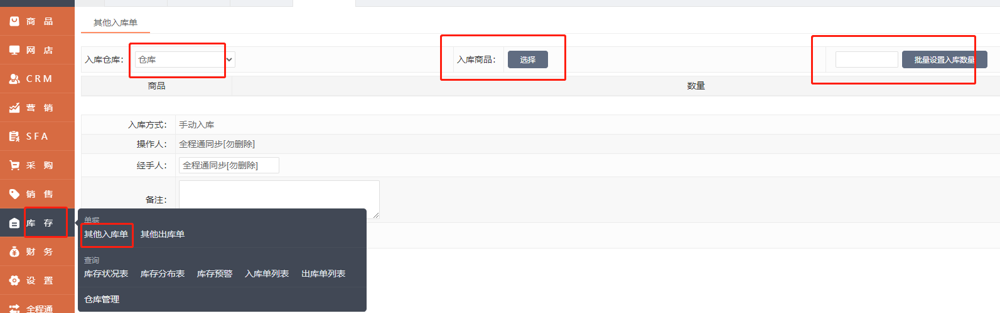 商 品
网 店
CRM
营 销
SFA
采 购
销 售
库 存
财 务
设 置
全程通
其他入库单
入库仓库： 仓库 入库商品： 选择 批量设置入库数量
商品 数量
入库方式： 手动入库
操作人： 全程通同步[勿删除]
经手人： 全程通同步[勿删除]
备注：
单据
其他入库单 其他出库单
查询
库存状况表 库存分布表 库存预警 入库单列表 出库单列表
仓库管理